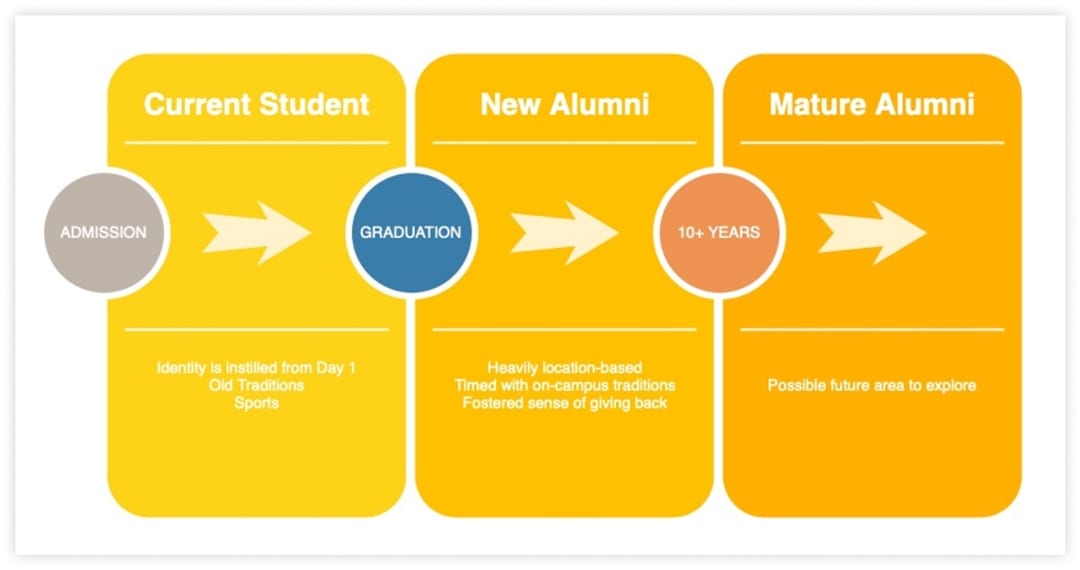 Current Student
New Alumni
Mature Alumni
ADMISSION
GRADUATION
10+ YEARS
Identity is instilled from Day 1
Old Traditions
Sports
Heavily location-based
Timed with on-campus traditions
Fostered sense of giving back
Possible future area to explore